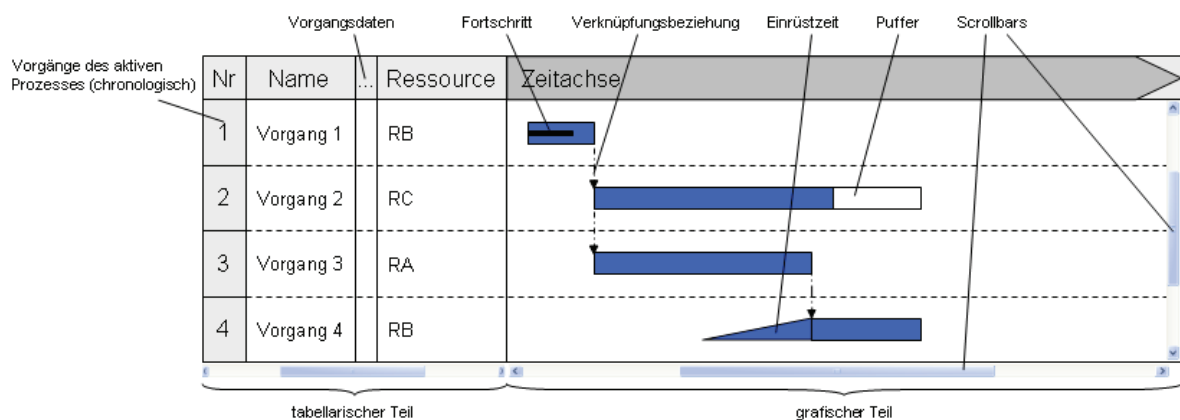 Vorgangsdaten Fortschritt Verknüpfungsbeziehung Einrüstzeit Puffer Scrollbars
Vorgänge des aktiven
Prozesses (chronologisch)
Nr Name ... Ressource Zeitachse
1 Vorgang 1 RB
2 Vorgang 2 RC
3 Vorgang 3 RA
4 Vorgang 4 RB
tabellarischer Teil grafischer Teil